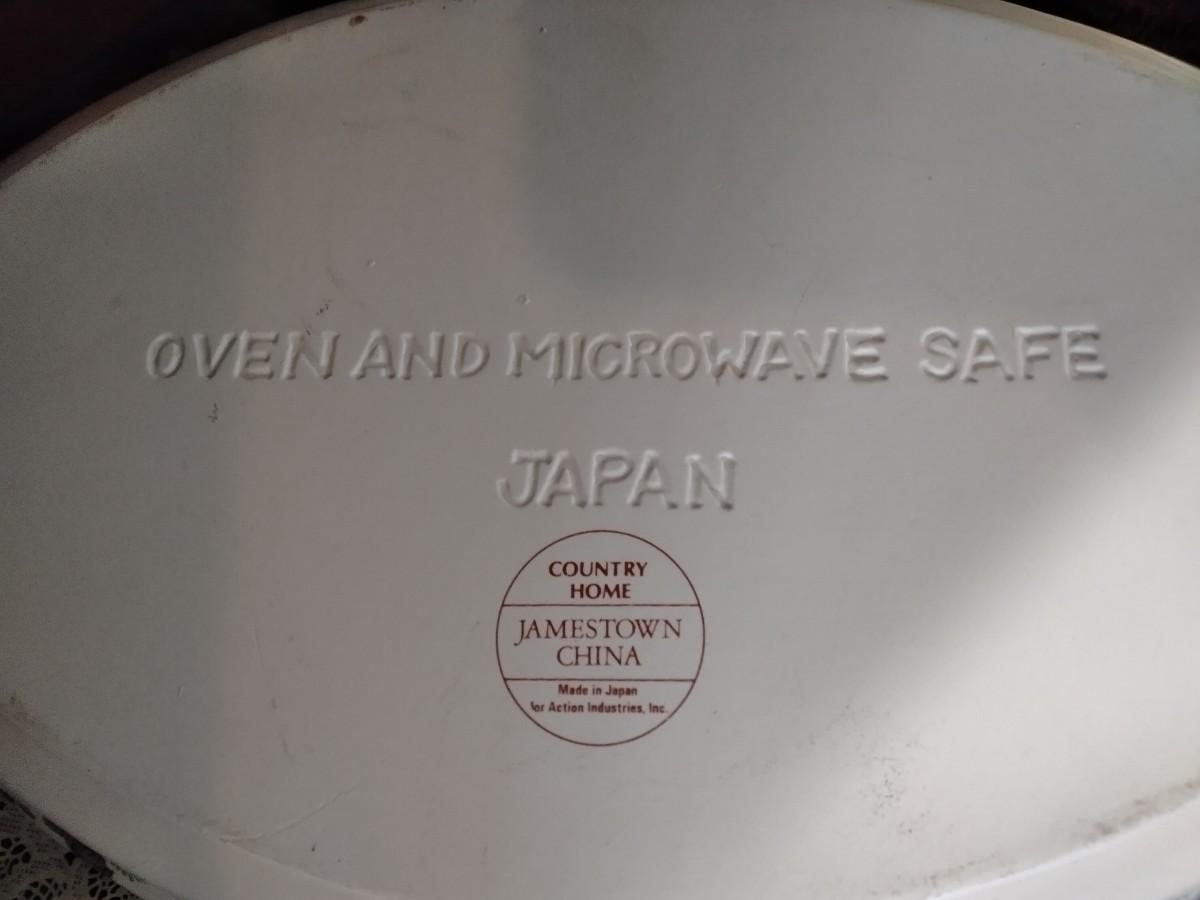 OVEN AND MICROWAVE SAFE
JAPAN
COUNTRY
HOME
JAMESTOWN
CHINA
Made in Japan
for Action Industries, Inc.